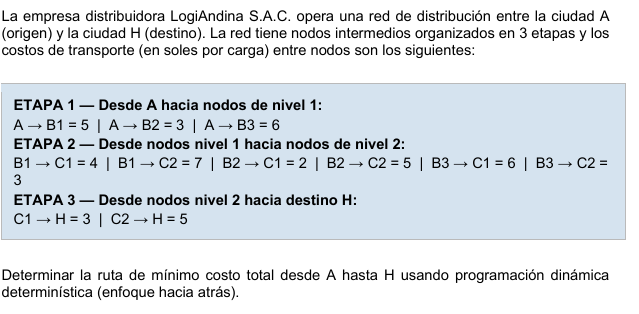 La empresa distribuidora LogiAndina S.A.C. opera una red de distribución entre la ciudad A
(origen) y la ciudad H (destino). La red tiene nodos intermedios organizados en 3 etapas y los
costos de transporte (en soles por carga) entre nodos son los siguientes:
ETAPA 1 — Desde A hacia nodos de nivel 1:
A → B1 = 5 | A → B2 = 3 | A → B3 = 6
ETAPA 2 — Desde nodos nivel 1 hacia nodos de nivel 2:
B1 → C1 = 4 | B1 → C2 = 7 | B2 → C1 = 2 | B2 → C2 = 5 | B3 → C1 = 6 | B3 → C2 =
3
ETAPA 3 — Desde nodos nivel 2 hacia destino H:
C1 → H = 3 | C2 → H = 5
Determinar la ruta de mínimo costo total desde A hasta H usando programación dinámica
determinística (enfoque hacia atrás).